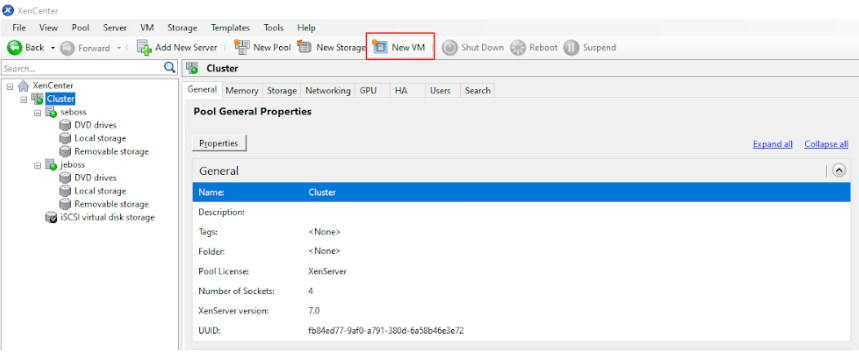 XenCenter
File View Pool Server VM Storage Templates Tools Help
Back Forward Add New Server New Pool New Storage New VM Shut Down Reboot Suspend
Search... Cluster
XenCenter
Cluster
seboss
DVD drives
Local storage
Removable storage
jeboss
DVD drives
Local storage
Removable storage
iSCSI virtual disk storage
General Memory Storage Networking GPU HA Users Search
Pool General Properties
Properties Expand all Collapse all
General
Name: Cluster
Description:
Tags: <None>
Folder: <None>
Pool License: XenServer
Number of Sockets: 4
XenServer version: 7.0
UUID: fb84ed77-9af0-a791-380d-6a58b46e3e72